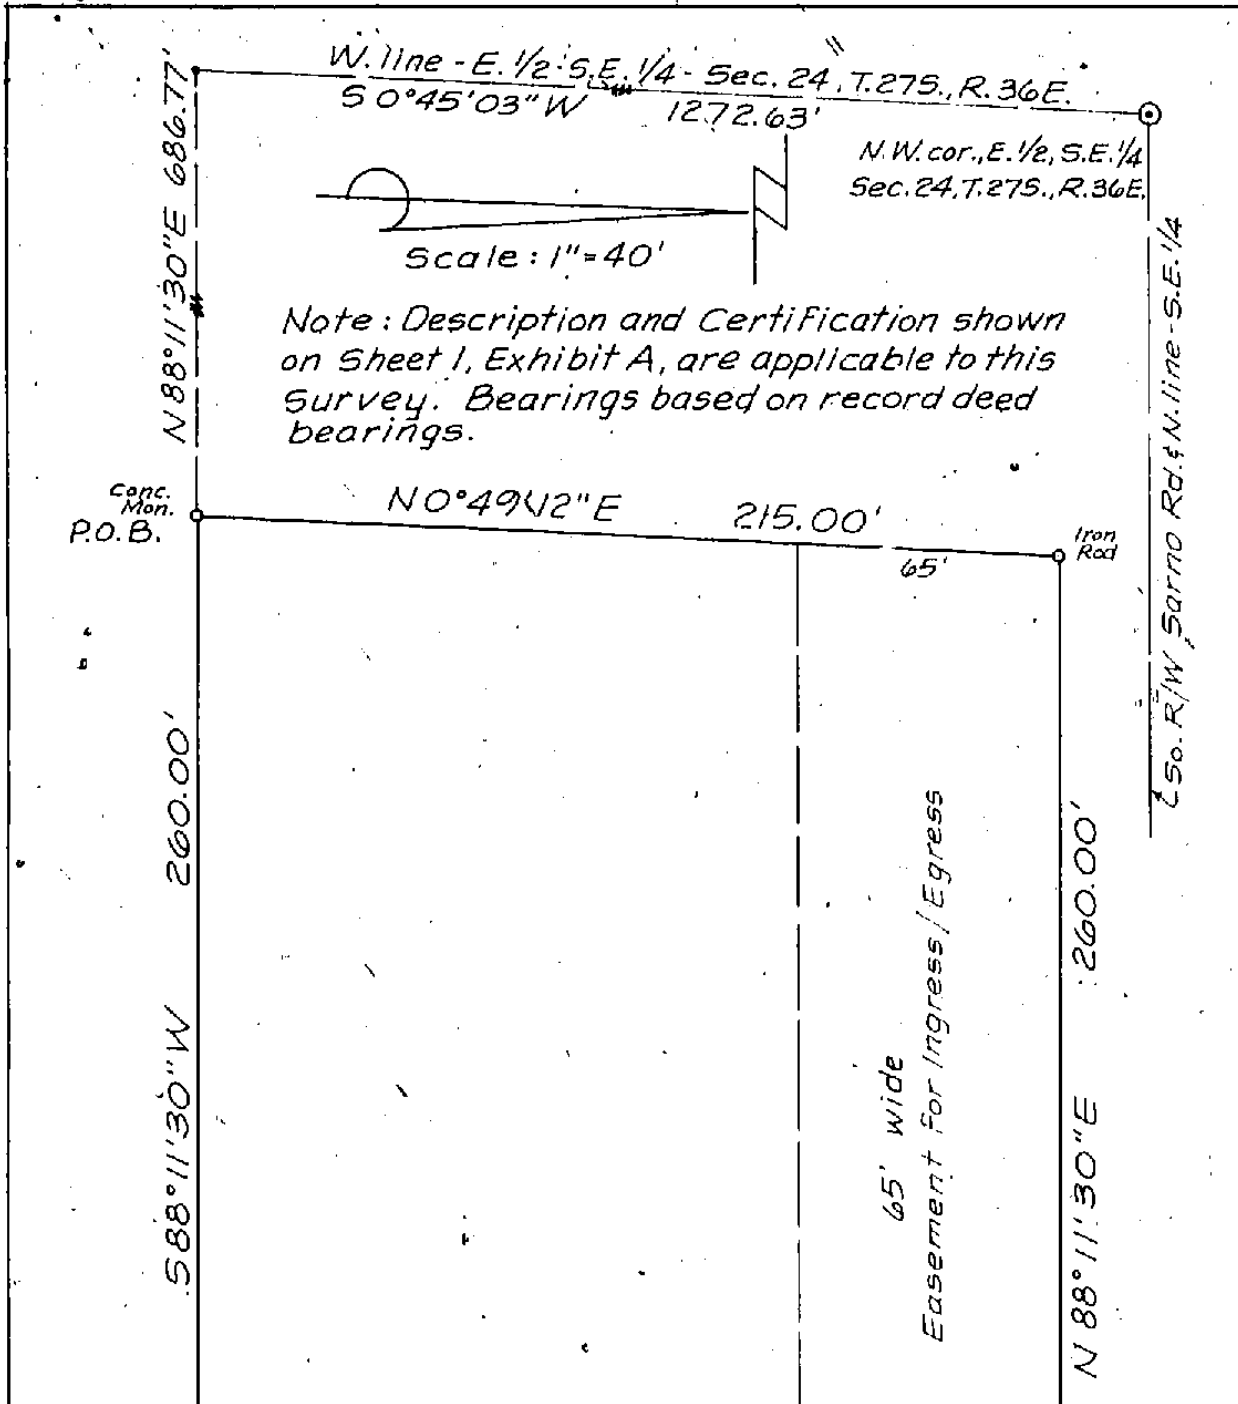 W. line - E. 1/2 - S.E. 1/4 - Sec. 24, T.27S., R.36E.
S 0°45'03" W 1272.63'
N.W. cor., E. 1/2, S.E. 1/4
Sec. 24, T.27S., R.36E.
N 88°11'30" E 686.77'
Scale: 1"=40'
Note: Description and Certification shown
on Sheet 1, Exhibit A, are applicable to this
Survey. Bearings based on record deed
bearings.
Conc.
Mon.
P.O.B.
N 0°49'12" E 215.00'
65'
Iron
Rod
So. R/W Sarno Rd. & N. line - S.E. 1/4
S 88°11'30" W 260.00'
65' wide
Easement For Ingress/Egress
N 88°11'30" E 260.00'